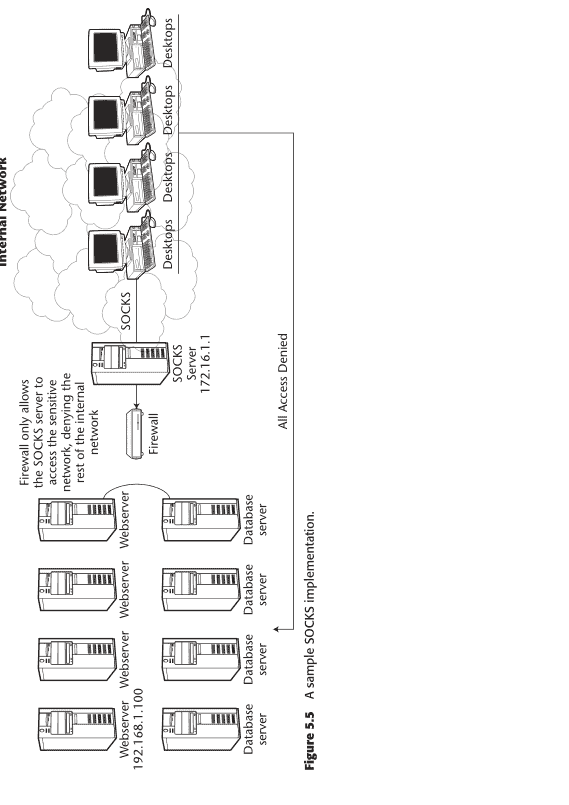 Internal Network
Firewall only allows
the SOCKS server to
access the sensitive
network, denying the
rest of the internal
network
Webserver
192.168.1.100
Webserver
Webserver
Webserver
Firewall
SOCKS
Server
172.16.1.1
SOCKS
Desktops
Desktops
Desktops
Desktops
Database
server
Database
server
Database
server
Database
server
All Access Denied
Figure 5.5 A sample SOCKS implementation.